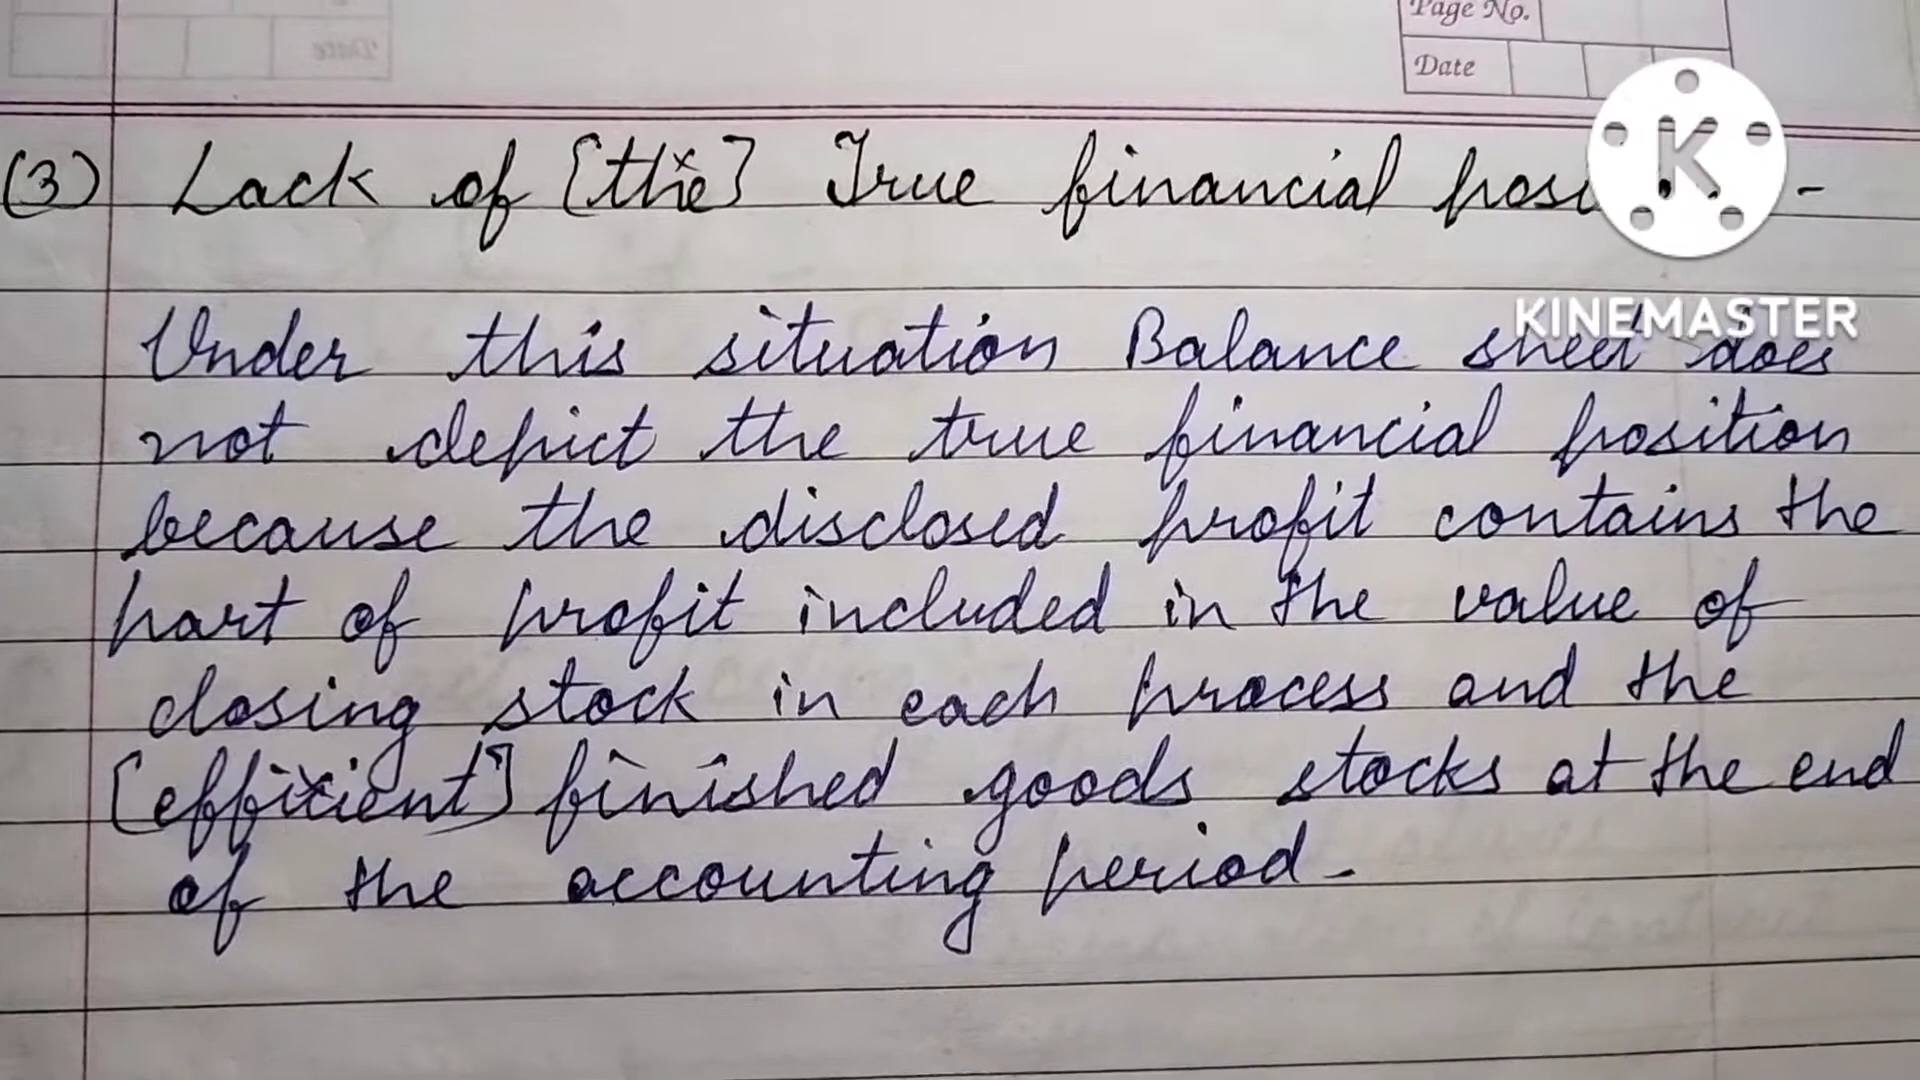 Page No.
Date
(3) Lack of [the] True financial posi -
KINEMASTER
Under this situation Balance sheet does
not depict the true financial position
because the disclosed profit contains the
part of profit included in the value of
closing stock in each process and the
[efficient] finished goods stocks at the end
of the accounting period.